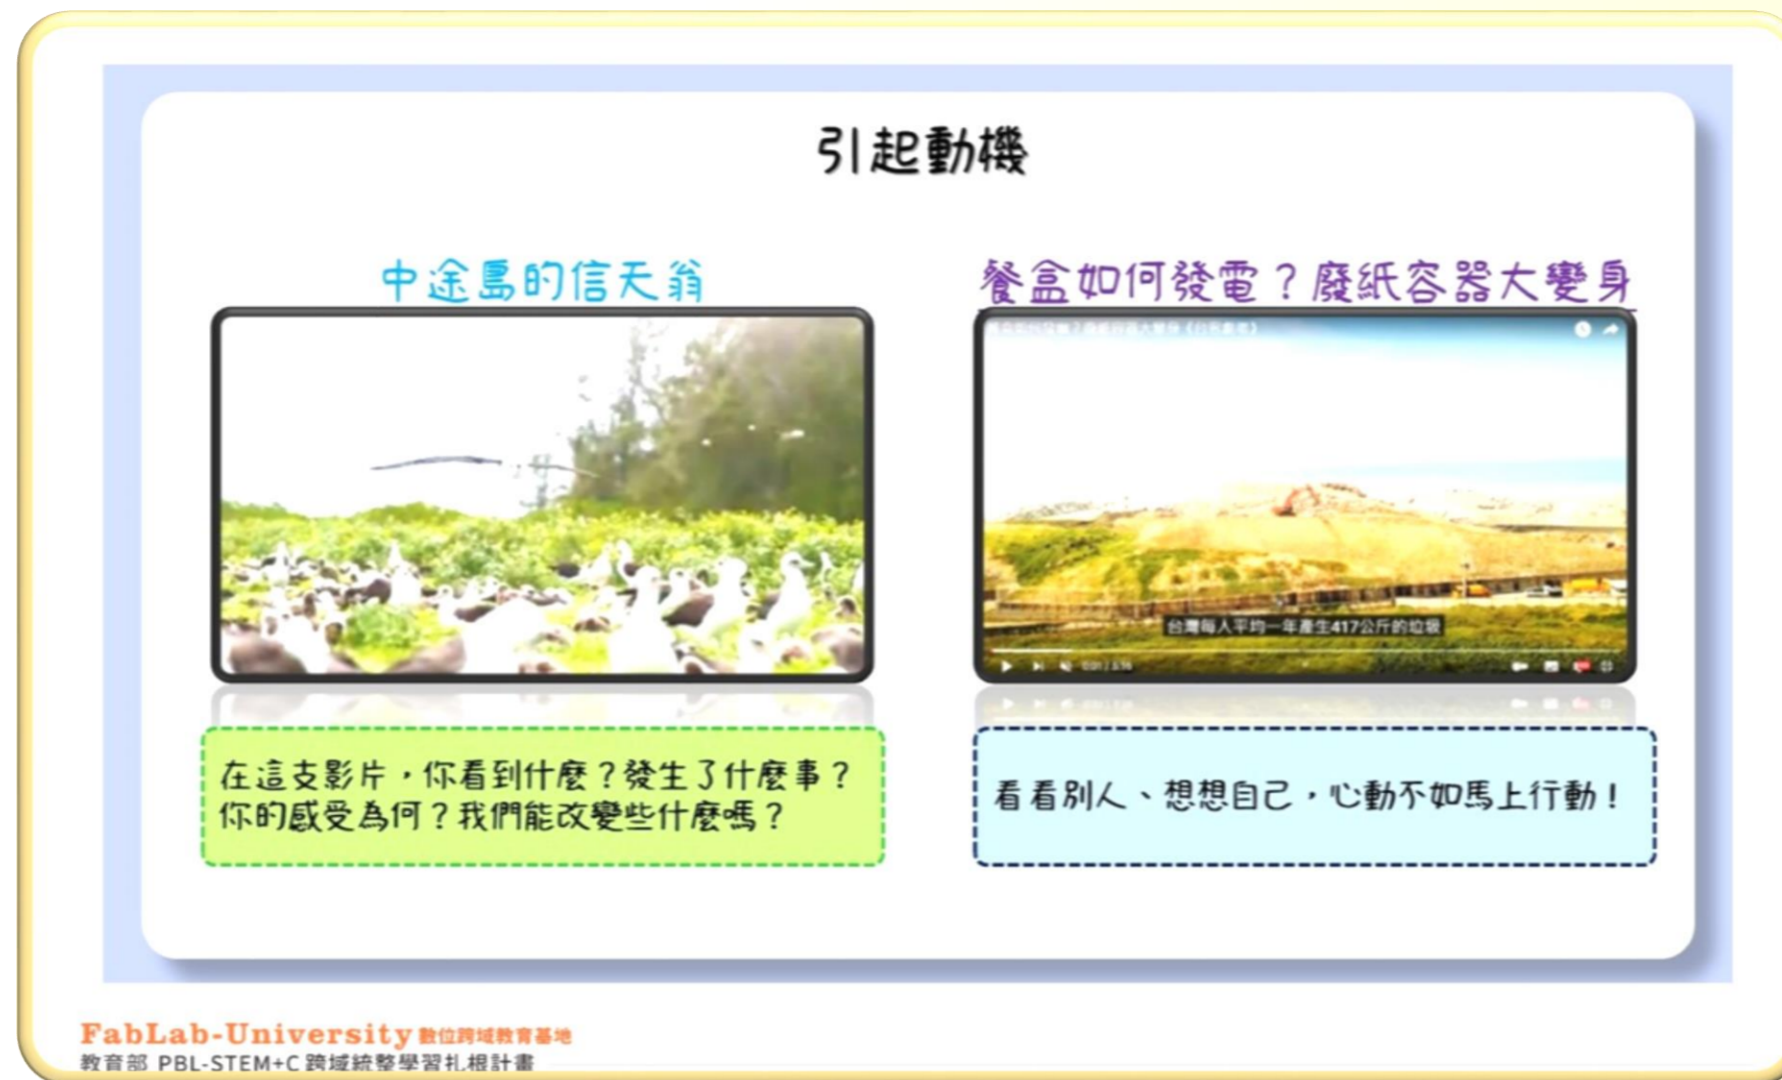 引起動機
中途島的信天翁
餐盒如何發電？廢紙容器大變身
台灣每人平均一年產生417公斤的垃圾
在這支影片，你看到什麼？發生了什麼事？
你的感受為何？我們能改變些什麼嗎？
看看別人、想想自己，心動不如馬上行動！
FabLab-University 數位跨域教育基地
教育部 PBL-STEM+C 跨域統整學習扎根計畫